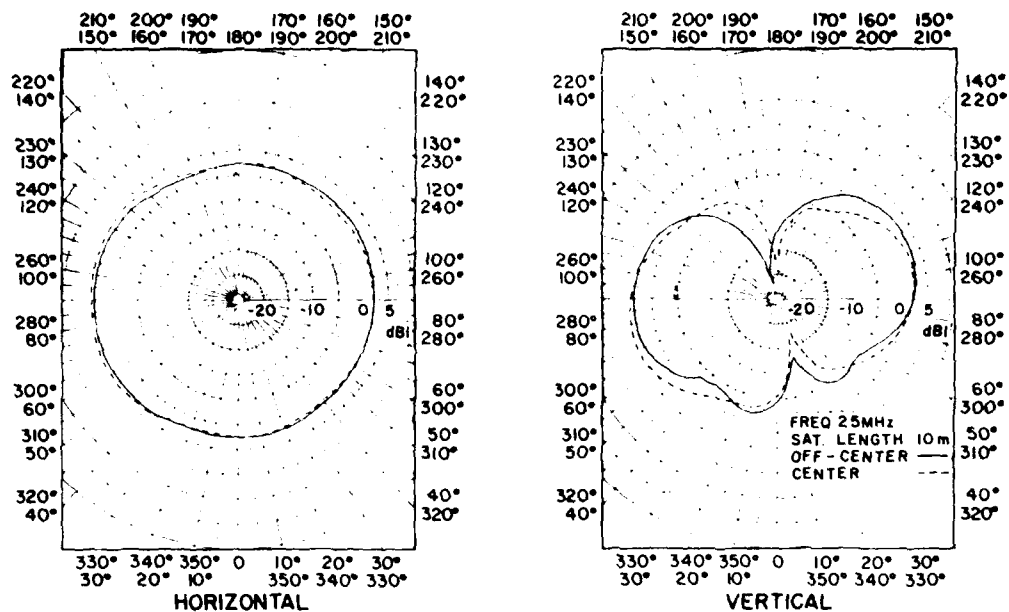 210° 200° 190° 170° 160° 150°
150° 160° 170° 180° 190° 200° 210°
220° 140°
140° 220°
230° 130°
130° 230°
240° 120°
120° 240°
260° 100°
100° 260°
-20 -10 0 5
280° 80°
80° dBi 280°
300° 60°
60° 300°
310° 50°
50° 310°
320° 40°
40° 320°
330° 340° 350° 0 10° 20° 30°
30° 20° 10° 350° 340° 330°
HORIZONTAL
210° 200° 190° 170° 160° 150°
150° 160° 170° 180° 190° 200° 210°
220° 140°
140° 220°
230° 130°
130° 230°
240° 120°
120° 240°
260° 100°
100° 260°
-20 -10 0 5
280° 80°
80° dBi 280°
300° 60°
60° 300°
FREQ 25MHz
310° SAT. LENGTH 10m 50°
50° OFF-CENTER 310°
CENTER
320° 40°
40° 320°
330° 340° 350° 0 10° 20° 30°
30° 20° 10° 350° 340° 330°
VERTICAL